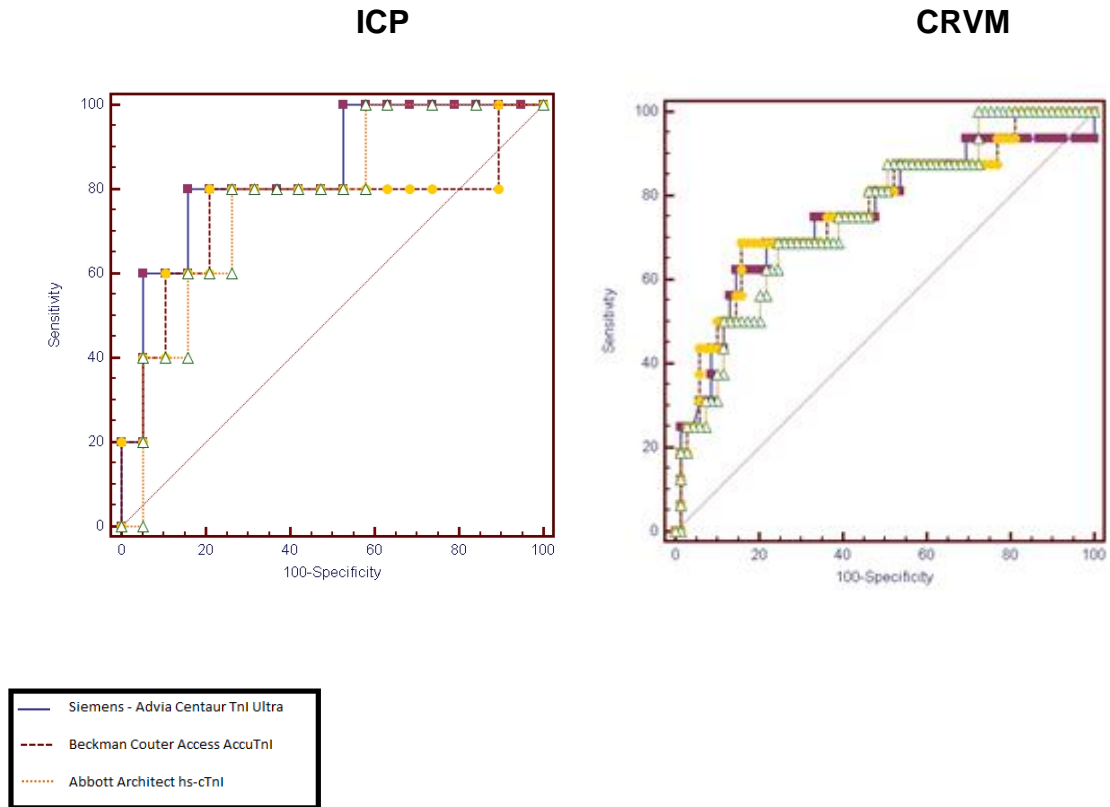 ICP
CRVM
100
80
60
40
20
0
Sensitivity
0 20 40 60 80 100
100-Specificity
100
80
60
40
20
0
Sensitivity
0 20 40 60 80 100
100-Specificity
Siemens - Advia Centaur TnI Ultra
Beckman Couter Access AccuTnI
Abbott Architect hs-cTnI